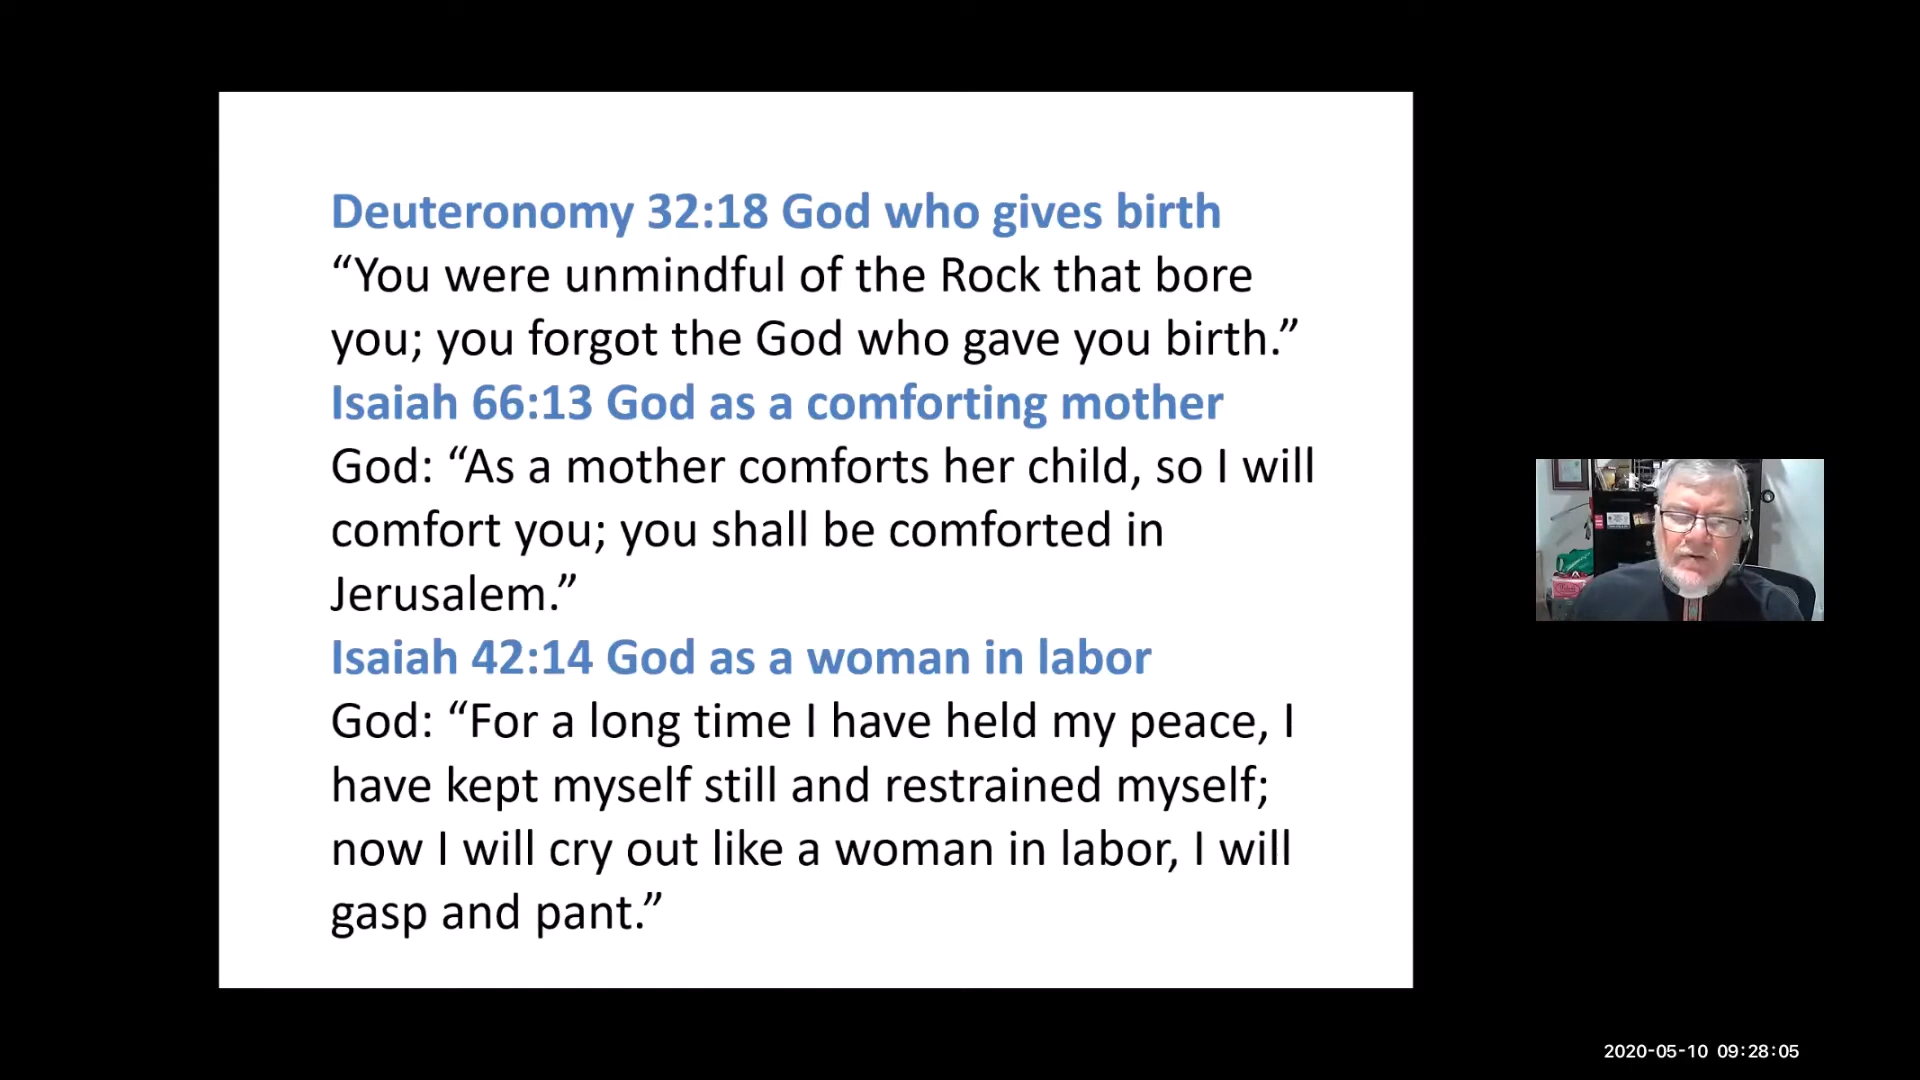 Deuteronomy 32:18 God who gives birth
“You were unmindful of the Rock that bore
you; you forgot the God who gave you birth.”
Isaiah 66:13 God as a comforting mother
God: “As a mother comforts her child, so I will
comfort you; you shall be comforted in
Jerusalem.”
Isaiah 42:14 God as a woman in labor
God: “For a long time I have held my peace, I
have kept myself still and restrained myself;
now I will cry out like a woman in labor, I will
gasp and pant.”
2020-05-10 09:28:05